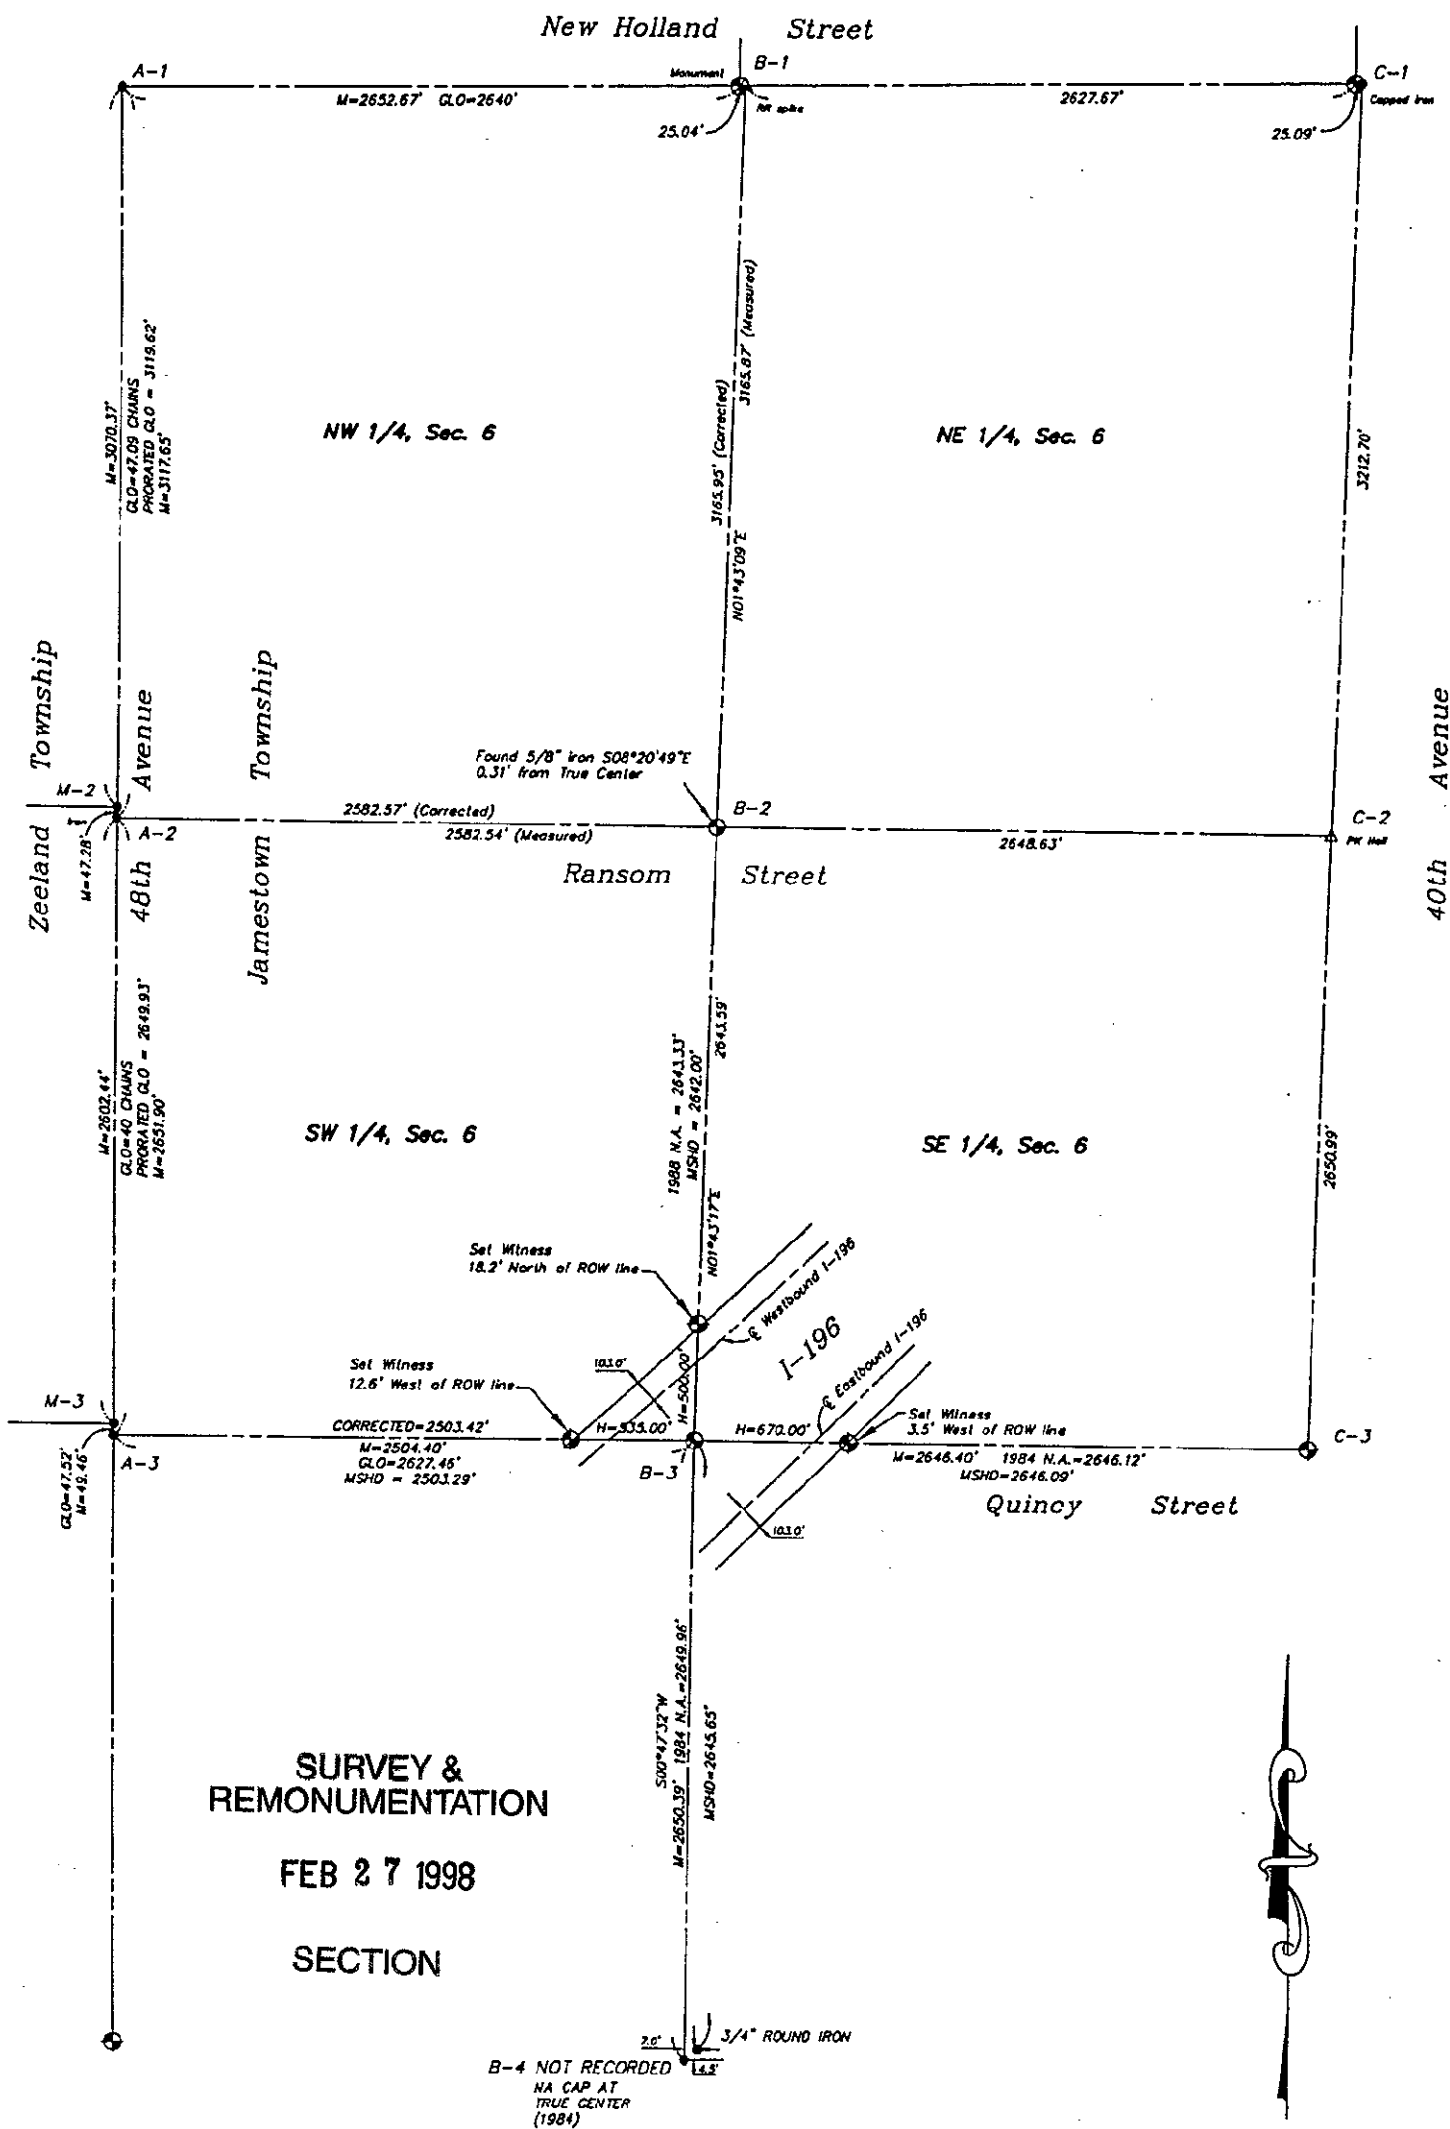 New Holland Street
A-1
Monument
B-1
RR spike
C-1
Capped Iron
M=2652.67' GLO=2640'
2627.67'
25.04'
25.09'
M=3070.37'
GLO=47.09 CHAINS
PRORATED GLO = 3119.62'
M=3117.65'
NW 1/4, Sec. 6
3165.87' (Measured)
3165.95' (Corrected)
N01°43'09"E
NE 1/4, Sec. 6
3212.70'
Zeeland Township
48th Avenue
Jamestown Township
40th Avenue
Found 5/8" iron S08°20'49"E
0.31' from True Center
M-2
Iron
A-2
M=47.28'
2582.57' (Corrected)
2582.54' (Measured)
B-2
2648.63'
C-2
PK Nail
Ransom Street
M=2602.44'
GLO=40 CHAINS
PRORATED GLO = 2649.93'
M=2651.90'
SW 1/4, Sec. 6
1988 N.A. = 2643.33'
MSHD = 2642.00'
2643.59'
N01°43'17"E
SE 1/4, Sec. 6
2650.99'
Set Witness
18.2' North of ROW line
℄ Westbound I-196
I-196
℄ Eastbound I-196
Set Witness
12.6' West of ROW line
103.0'
H=500.00'
Set Witness
3.5' West of ROW line
M-3
A-3
GLO=47.52'
M=49.46'
CORRECTED=2503.42'
M=2504.40'
GLO=2627.46'
MSHD = 2503.29'
H=535.00'
H=670.00'
B-3
M=2646.40' 1984 N.A.=2646.12'
MSHD=2646.09'
C-3
Quincy Street
103.0'
S00°47'32"W
M=2650.39' 1984 N.A.=2649.96'
MSHD=2645.65'
SURVEY &
REMONUMENTATION
FEB 27 1998
SECTION
7.0'
3/4" ROUND IRON
14.5'
B-4 NOT RECORDED
NA CAP AT
TRUE CENTER
(1984)